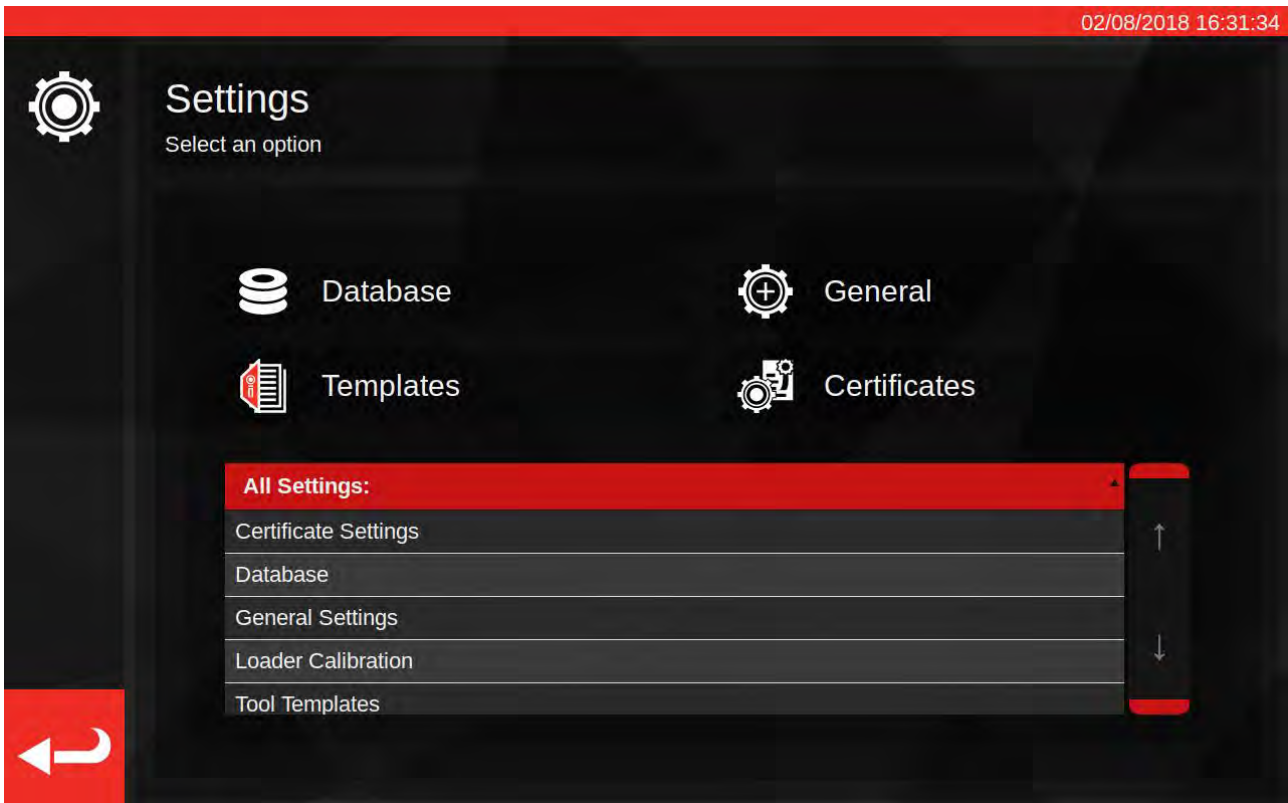 02/08/2018 16:31:34
Settings
Select an option
Database
General
Templates
Certificates
All Settings:
Certificate Settings
Database
General Settings
Loader Calibration
Tool Templates